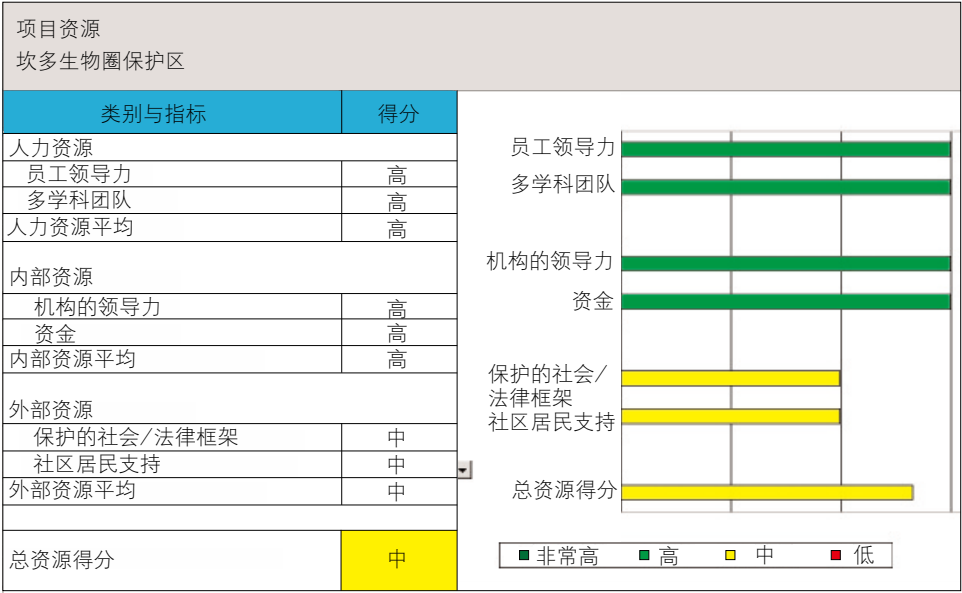 项目资源
坎多生物圈保护区
类别与指标 得分
人力资源
员工领导力 高
多学科团队 高
人力资源平均 高
内部资源
机构的领导力 高
资金 高
内部资源平均 高
外部资源
保护的社会/法律框架 中
社区居民支持 中
外部资源平均 中
总资源得分 中
员工领导力
多学科团队
机构的领导力
资金
保护的社会/
法律框架
社区居民支持
总资源得分
非常高 高 中 低